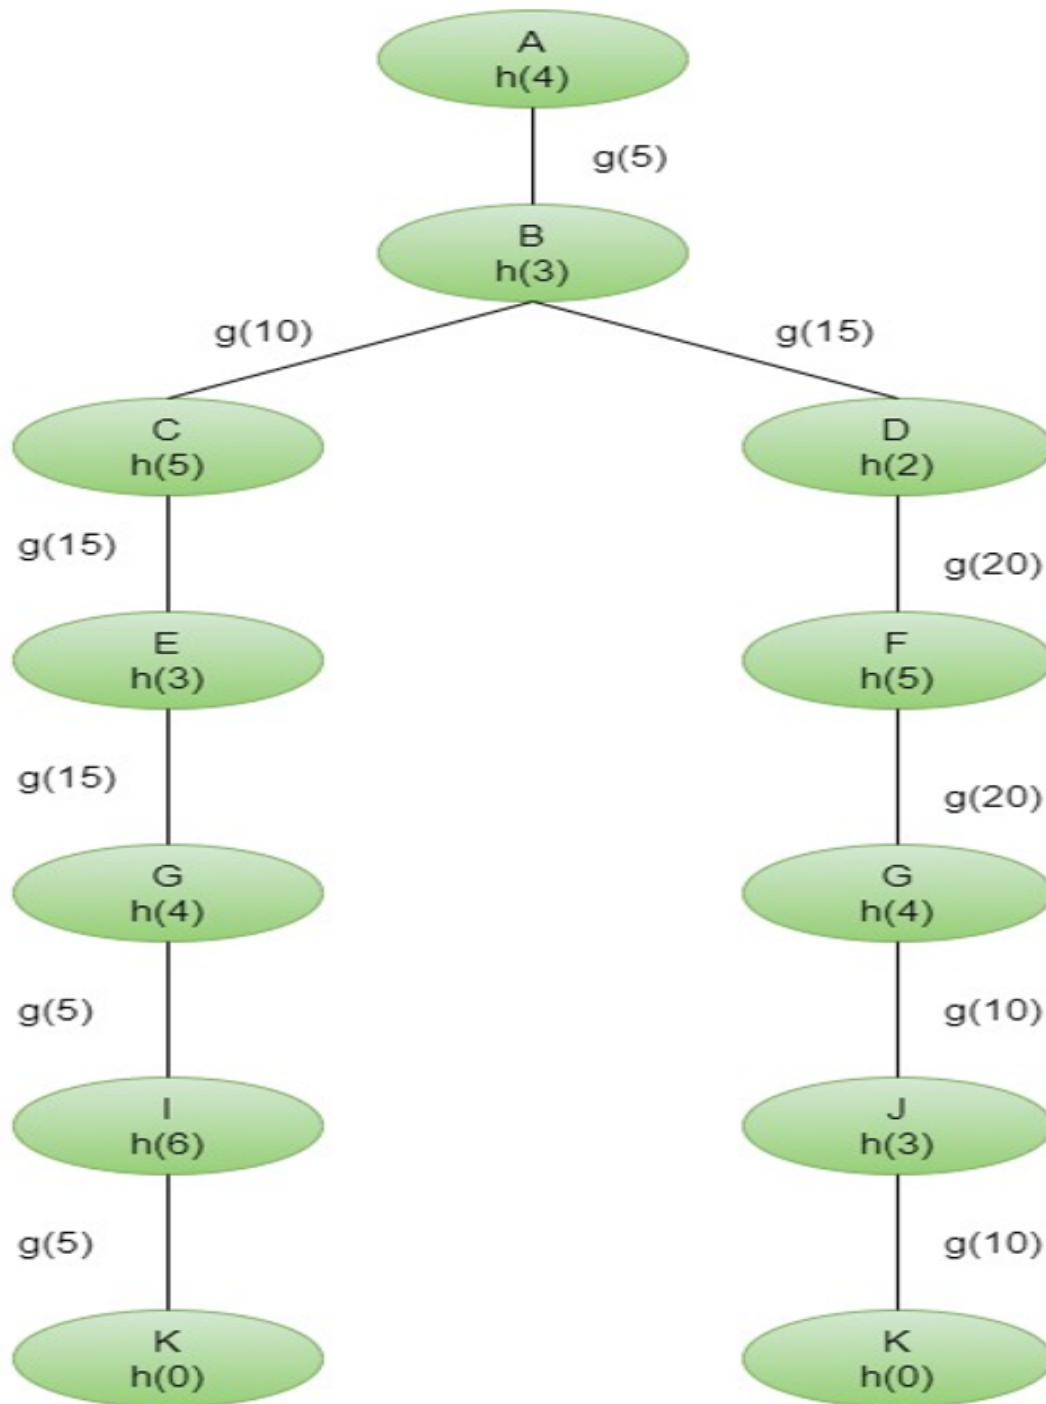 A
h(4)
g(5)
B
h(3)
g(10)
g(15)
C
h(5)
D
h(2)
g(15)
g(20)
E
h(3)
F
h(5)
g(15)
g(20)
G
h(4)
G
h(4)
g(5)
g(10)
I
h(6)
J
h(3)
g(5)
g(10)
K
h(0)
K
h(0)